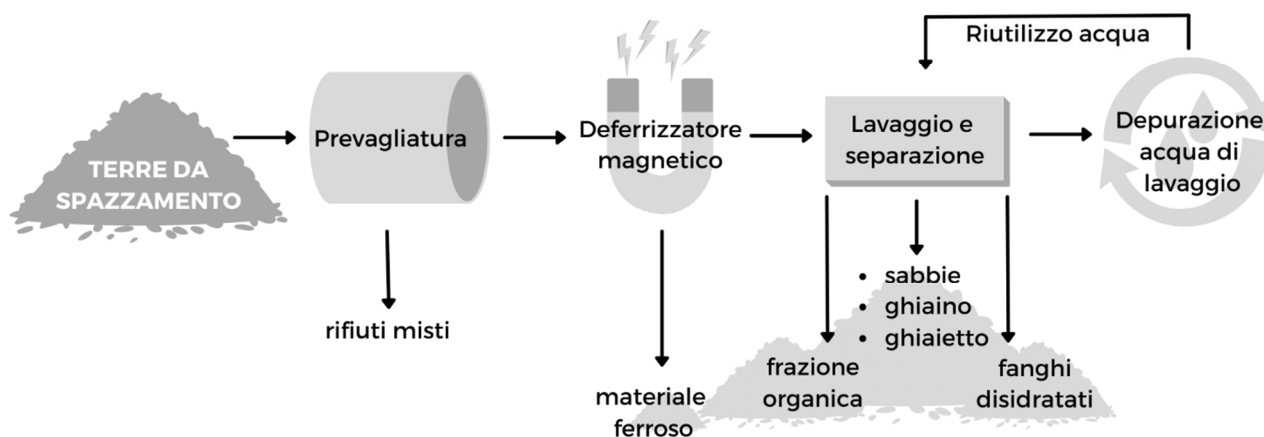 Riutilizzo acqua
TERRE DA
SPAZZAMENTO
Prevagliatura
Deferrizzatore
magnetico
Lavaggio e
separazione
Depurazione
acqua di
lavaggio
rifiuti misti
materiale
ferroso
• sabbie
• ghiaino
• ghiaietto
frazione
organica
fanghi
disidratati